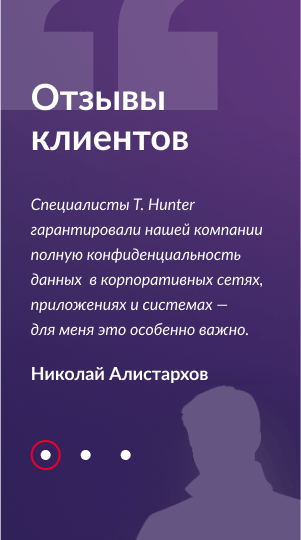 Отзывы
клиентов
Специалисты T. Hunter
гарантировали нашей компании
полную конфиденциальность
данных в корпоративных сетях,
приложениях и системах —
для меня это особенно важно.
Николай Алистархов